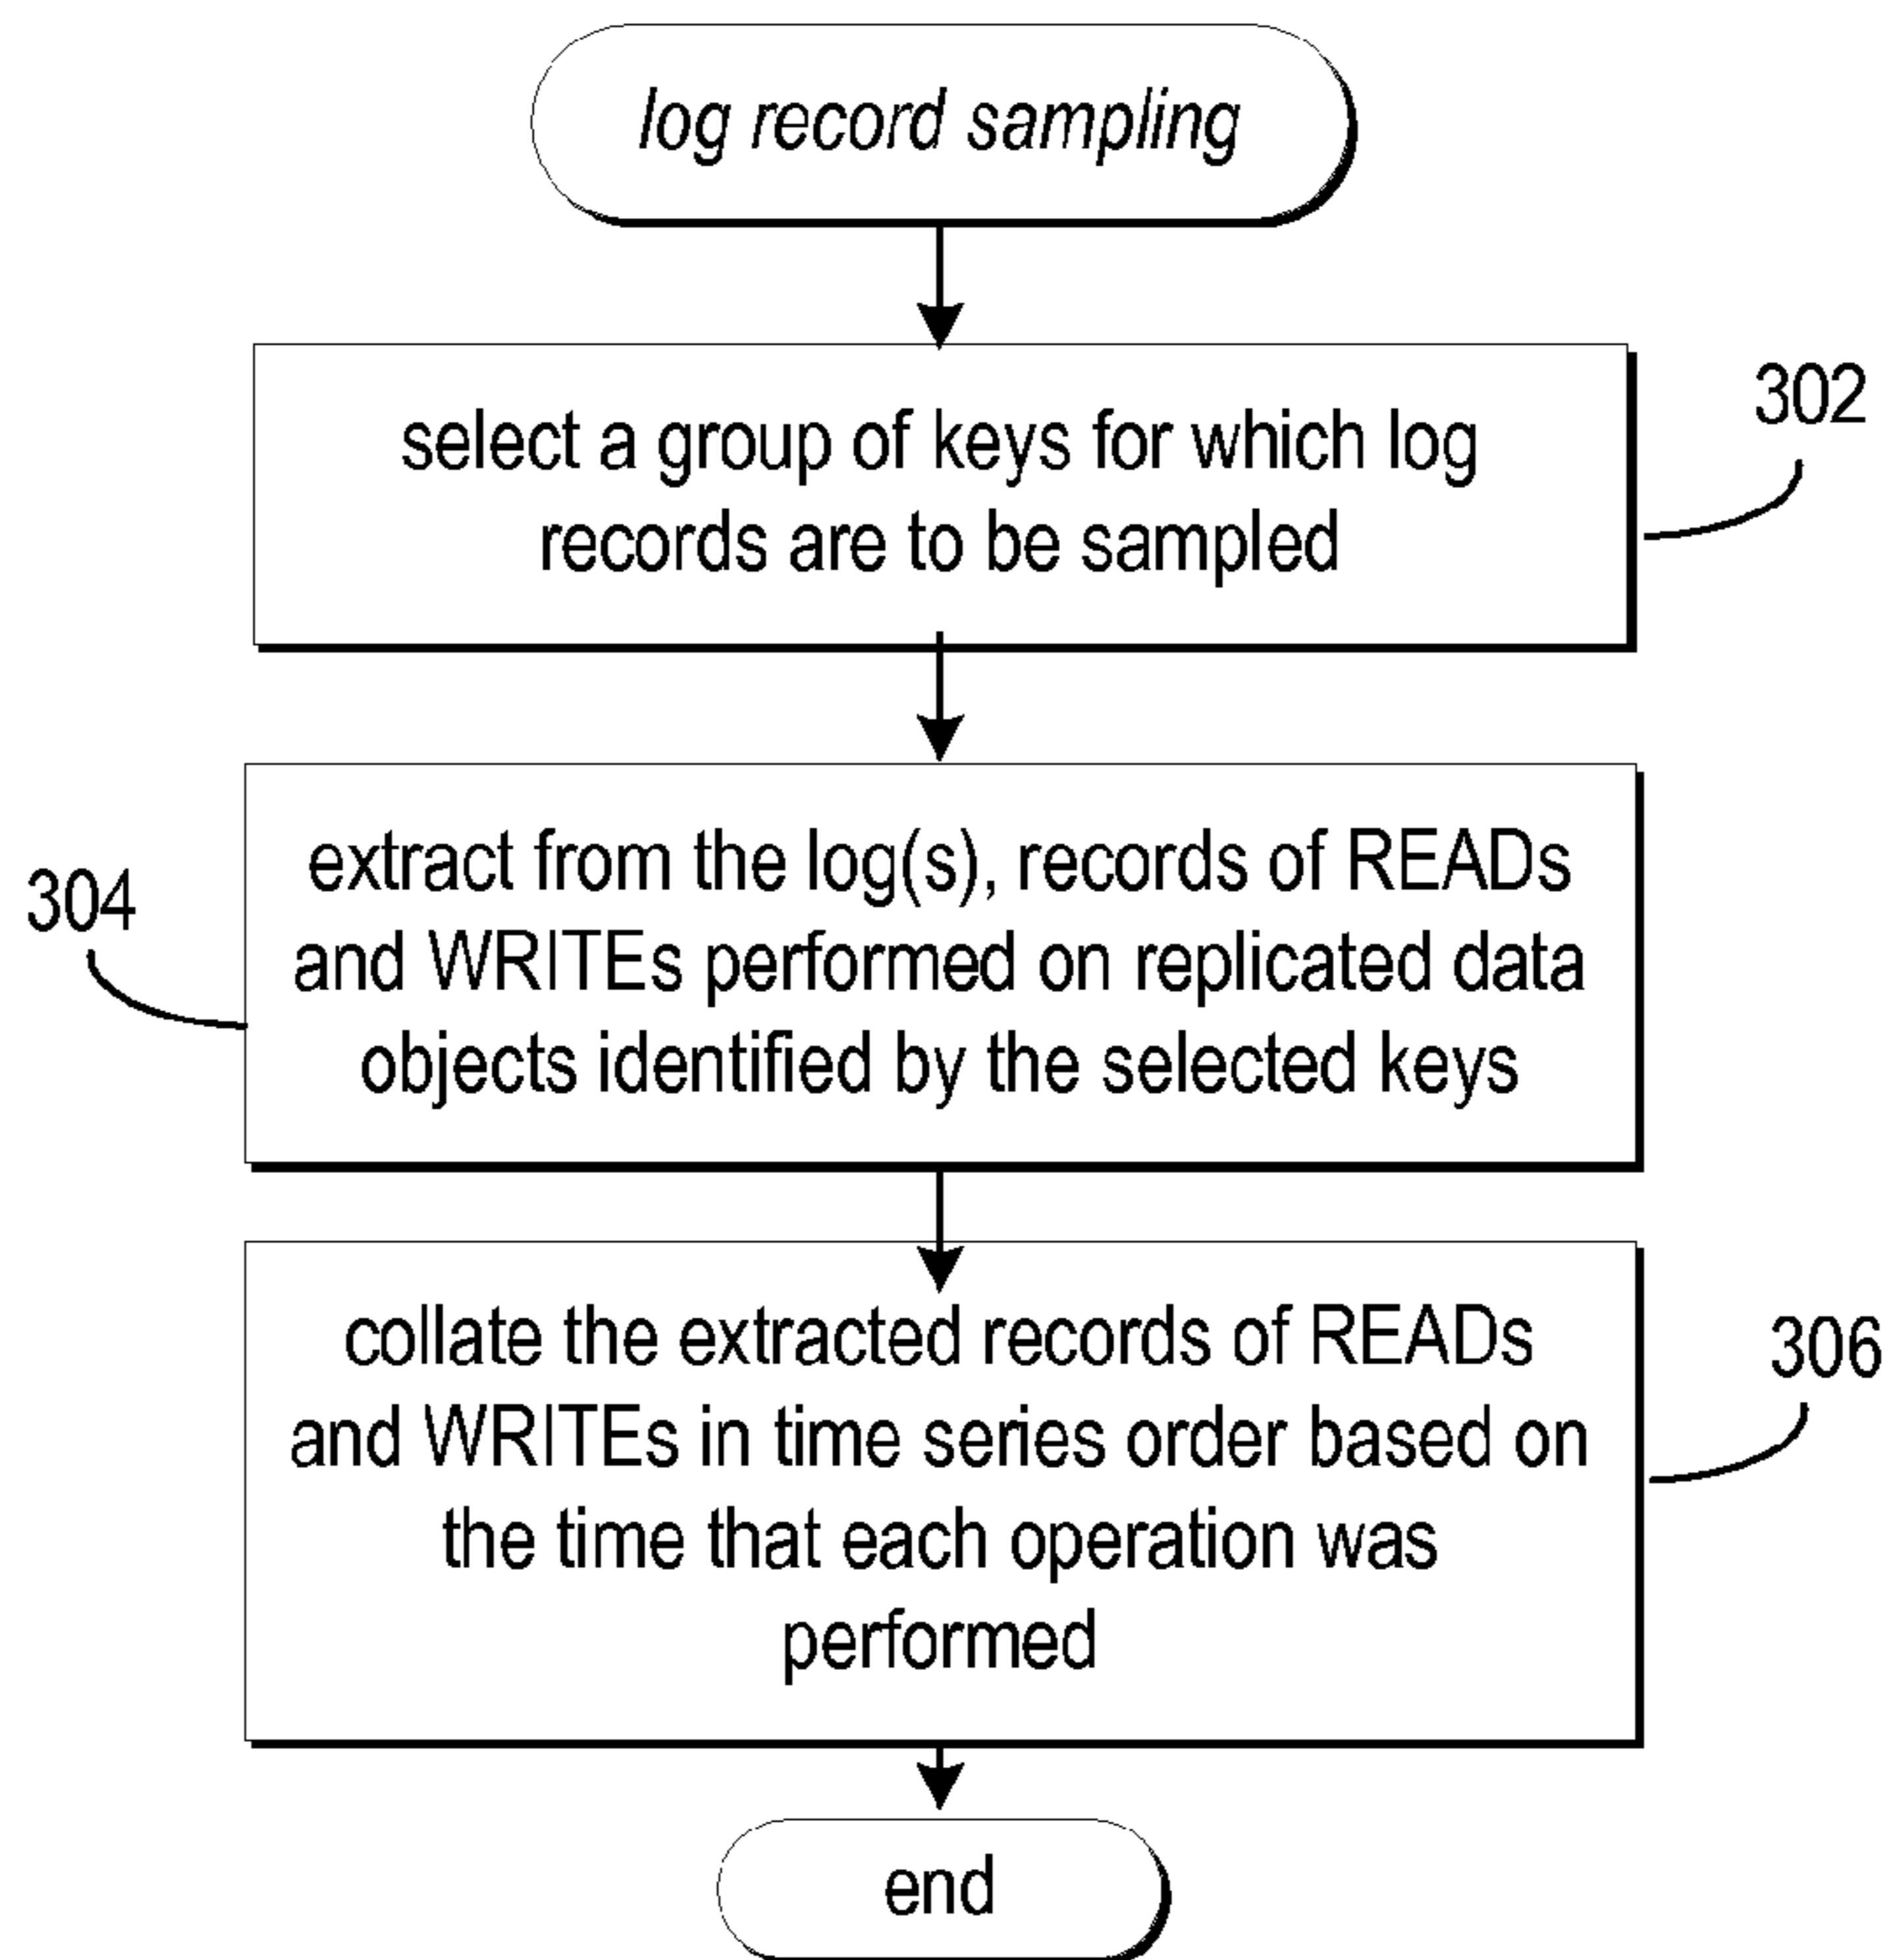 log record sampling
select a group of keys for which log
records are to be sampled
302
extract from the log(s), records of READs
and WRITEs performed on replicated data
objects identified by the selected keys
304
collate the extracted records of READs
and WRITEs in time series order based on
the time that each operation was
performed
306
end